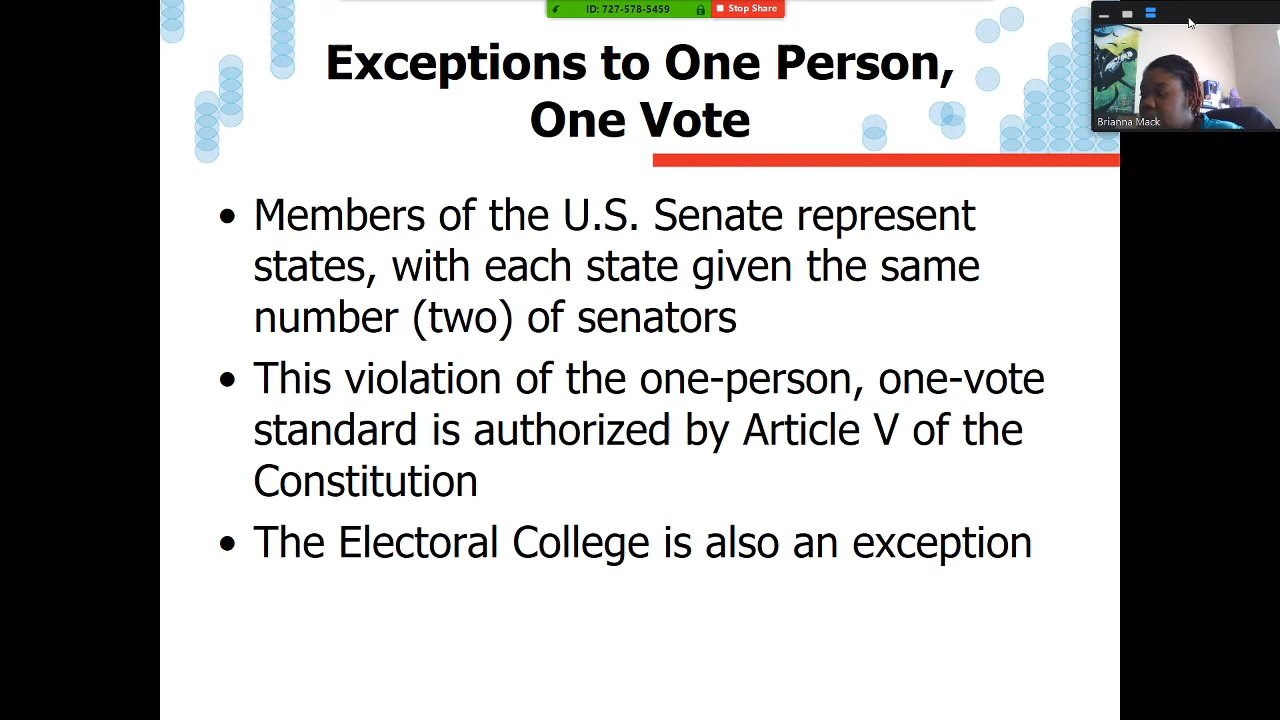 ID: 727-578-5459
Stop Share
Exceptions to One Person,
One Vote
Brianna Mack
• Members of the U.S. Senate represent
states, with each state given the same
number (two) of senators
• This violation of the one-person, one-vote
standard is authorized by Article V of the
Constitution
• The Electoral College is also an exception